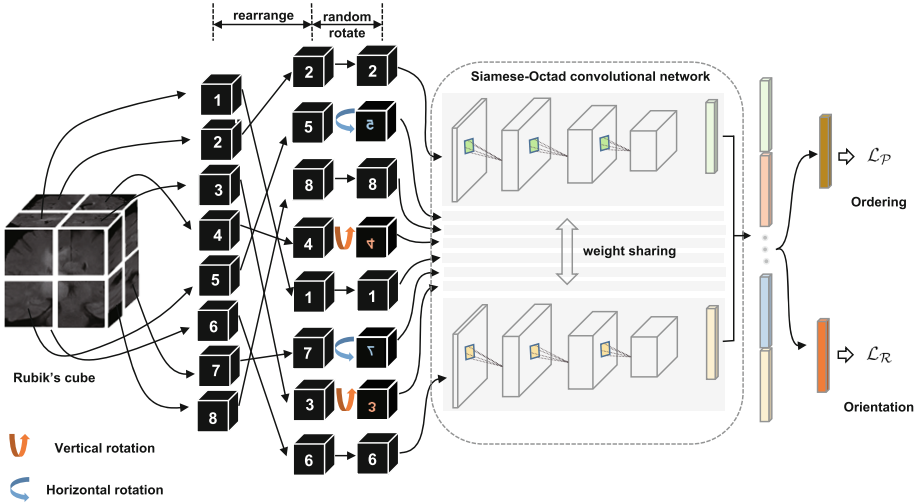 rearrange
random
rotate
1
2
3
4
5
6
7
8
2
5
8
4
1
7
3
6
2
5
8
4
1
7
3
6
Siamese-Octad convolutional network
weight sharing
ℒ𝒫
Ordering
ℒℛ
Orientation
Rubik's cube
Vertical rotation
Horizontal rotation